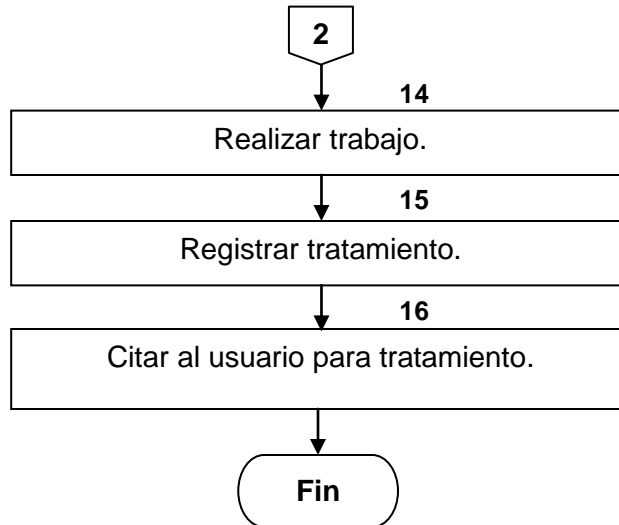 2
14
Realizar trabajo.
15
Registrar tratamiento.
16
Citar al usuario para tratamiento.
Fin